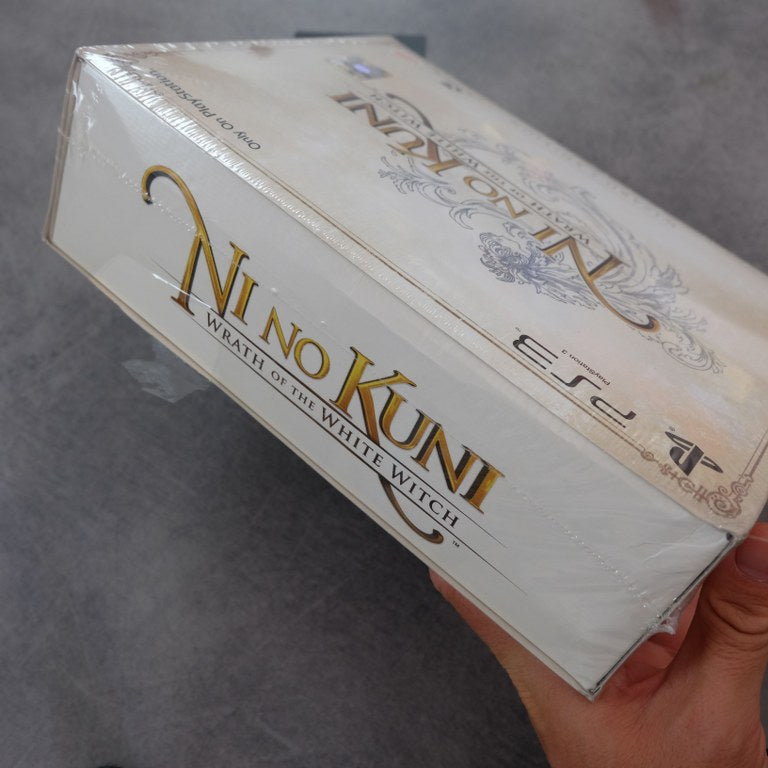 NI NO KUNI
WRATH OF THE WHITE WITCH
™
Only On PlayStation
NI NO KUNI
WRATH OF THE WHITE WITCH
PS3
PlayStation 3